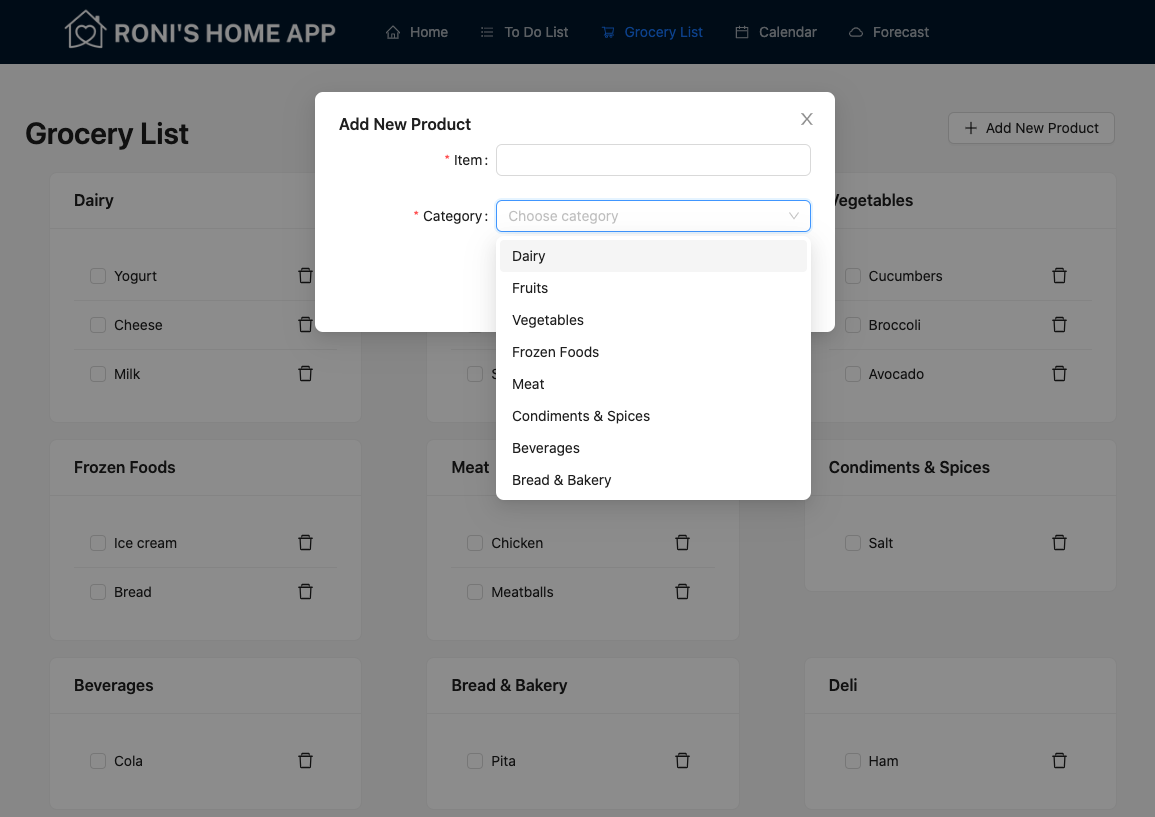 RONI'S HOME APP
Home
To Do List
Grocery List
Calendar
Forecast
Grocery List
+ Add New Product
Add New Product
* Item :
* Category :
Choose category
Dairy
Fruits
Vegetables
Frozen Foods
Meat
Condiments & Spices
Beverages
Bread & Bakery
Dairy
Yogurt
Cheese
Milk
Vegetables
Cucumbers
Broccoli
Avocado
Frozen Foods
Ice cream
Bread
Meat
Chicken
Meatballs
Condiments & Spices
Salt
Beverages
Cola
Bread & Bakery
Pita
Deli
Ham